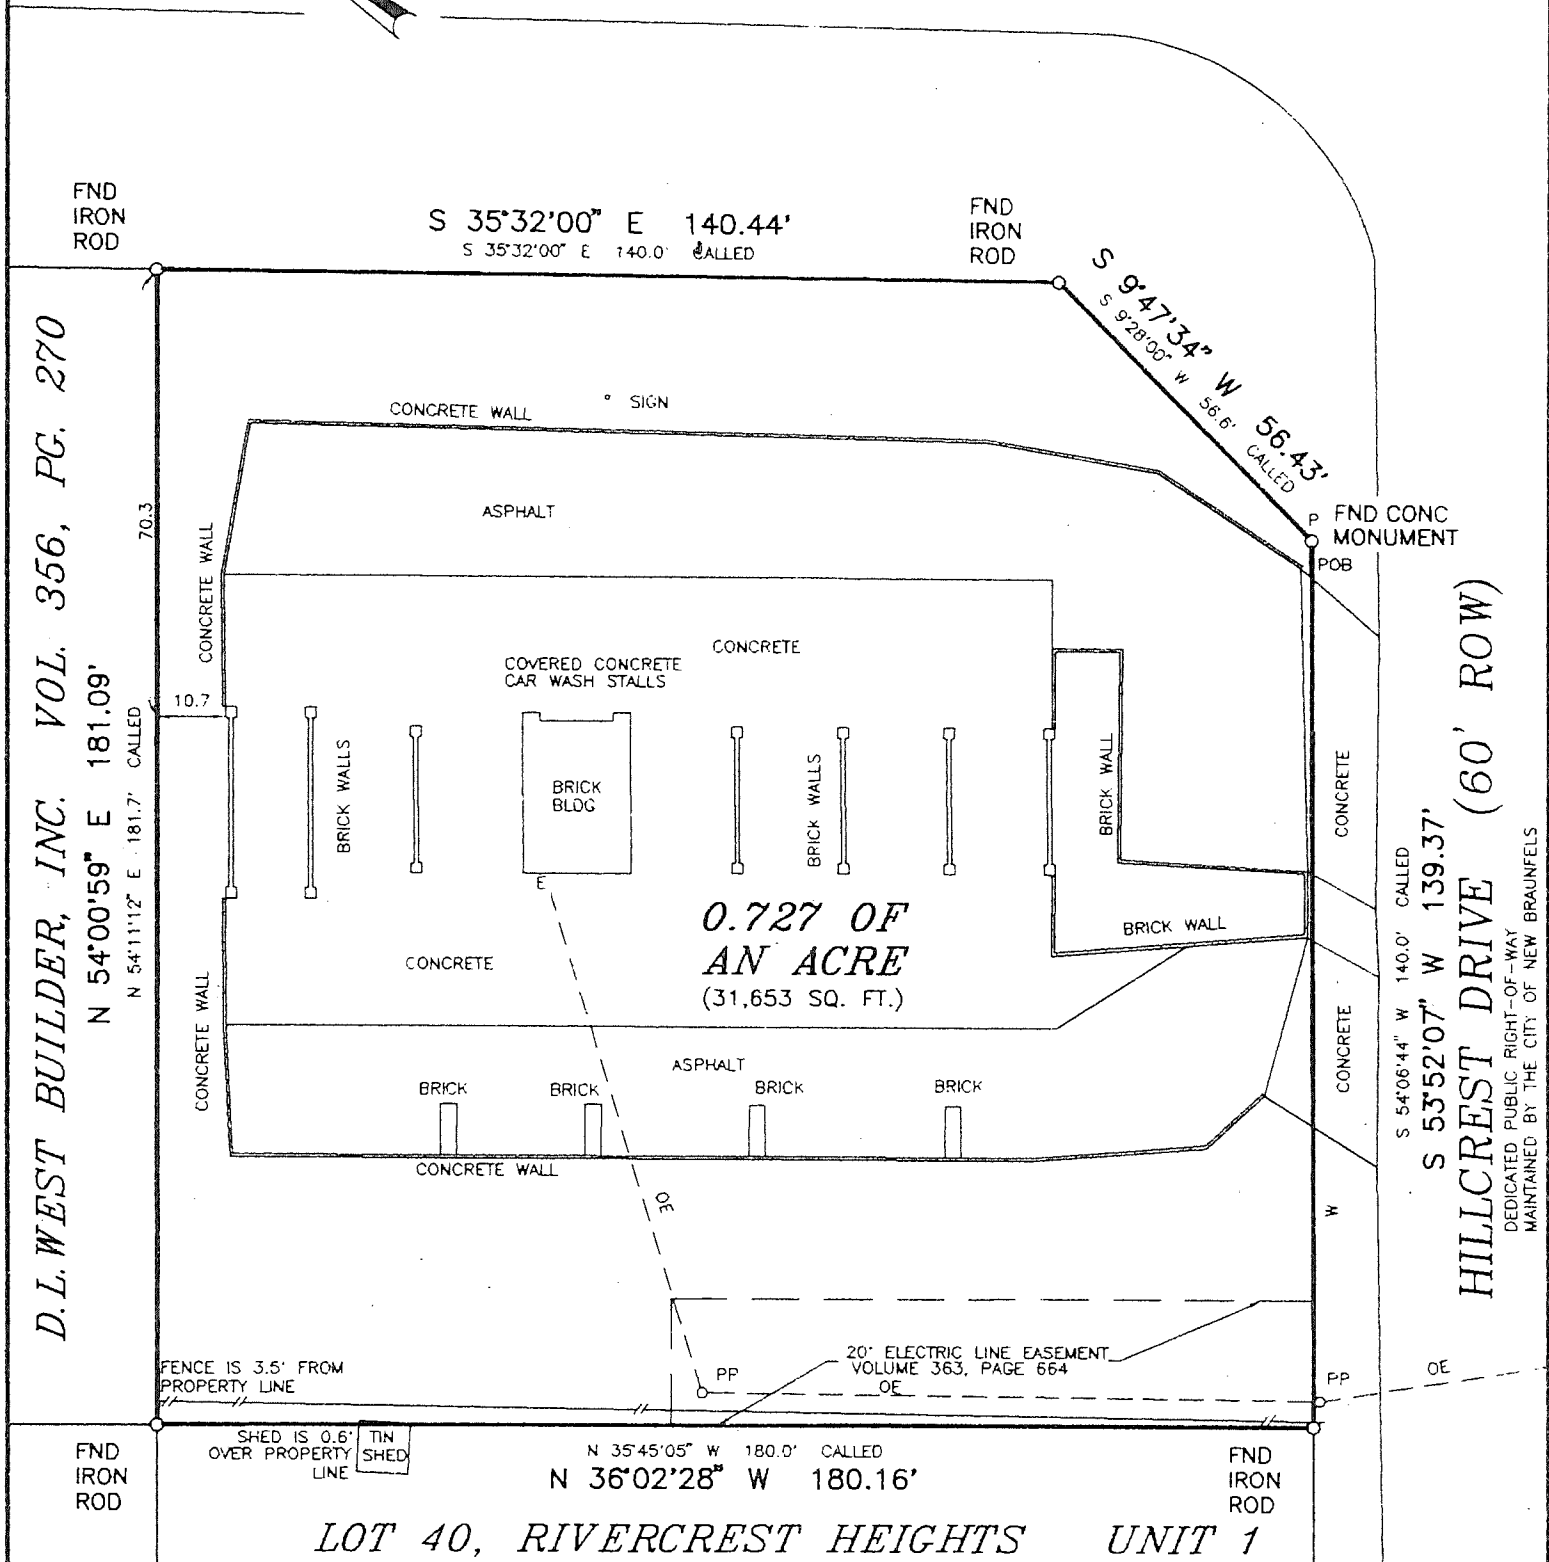 FND
IRON
ROD
S 35°32'00" E 140.44'
S 35°32'00" E 140.0' CALLED
FND
IRON
ROD
S 9°47'34" W 56.43'
S 9°28'00" W 56.6' CALLED
P
FND CONC
MONUMENT
POB
D.L.WEST BUILDER, INC. VOL. 356, PG. 270
N 54°00'59" E 181.09'
N 54°11'12" E 181.7' CALLED
70.3
10.7
CONCRETE WALL
SIGN
ASPHALT
CONCRETE WALL
CONCRETE
COVERED CONCRETE
CAR WASH STALLS
BRICK WALLS
BRICK
BLDG
BRICK WALLS
BRICK WALL
CONCRETE
E
0.727 OF
AN ACRE
(31,653 SQ. FT.)
BRICK WALL
CONCRETE
CONCRETE WALL
CONCRETE
ASPHALT
BRICK
BRICK
BRICK
BRICK
CONCRETE WALL
OE
W
S 54°06'44" W 140.0' CALLED
S 53°52'07" W 139.37'
HILLCREST DRIVE (60' ROW)
DEDICATED PUBLIC RIGHT-OF-WAY
MAINTAINED BY THE CITY OF NEW BRAUNFELS
20' ELECTRIC LINE EASEMENT
VOLUME 363, PAGE 664
FENCE IS 3.5' FROM
PROPERTY LINE
PP
OE
PP
OE
SHED IS 0.6'
OVER PROPERTY
LINE
TIN
SHED
N 35°45'05" W 180.0' CALLED
N 36°02'28" W 180.16'
FND
IRON
ROD
FND
IRON
ROD
LOT 40, RIVERCREST HEIGHTS UNIT 1